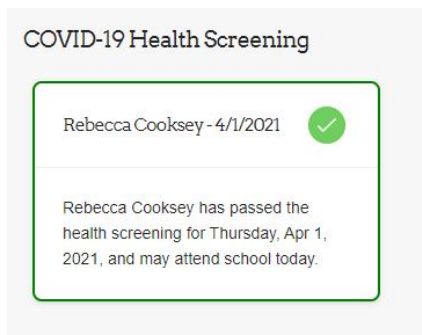 COVID-19 Health Screening
Rebecca Cooksey - 4/1/2021
Rebecca Cooksey has passed the
health screening for Thursday, Apr 1,
2021, and may attend school today.